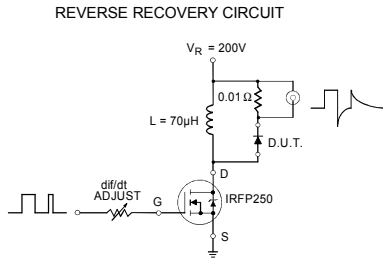 REVERSE RECOVERY CIRCUIT
V_R = 200V
0.01 Ω
L = 70µH
D.U.T.
D
dif/dt
ADJUST
G
IRFP250
S